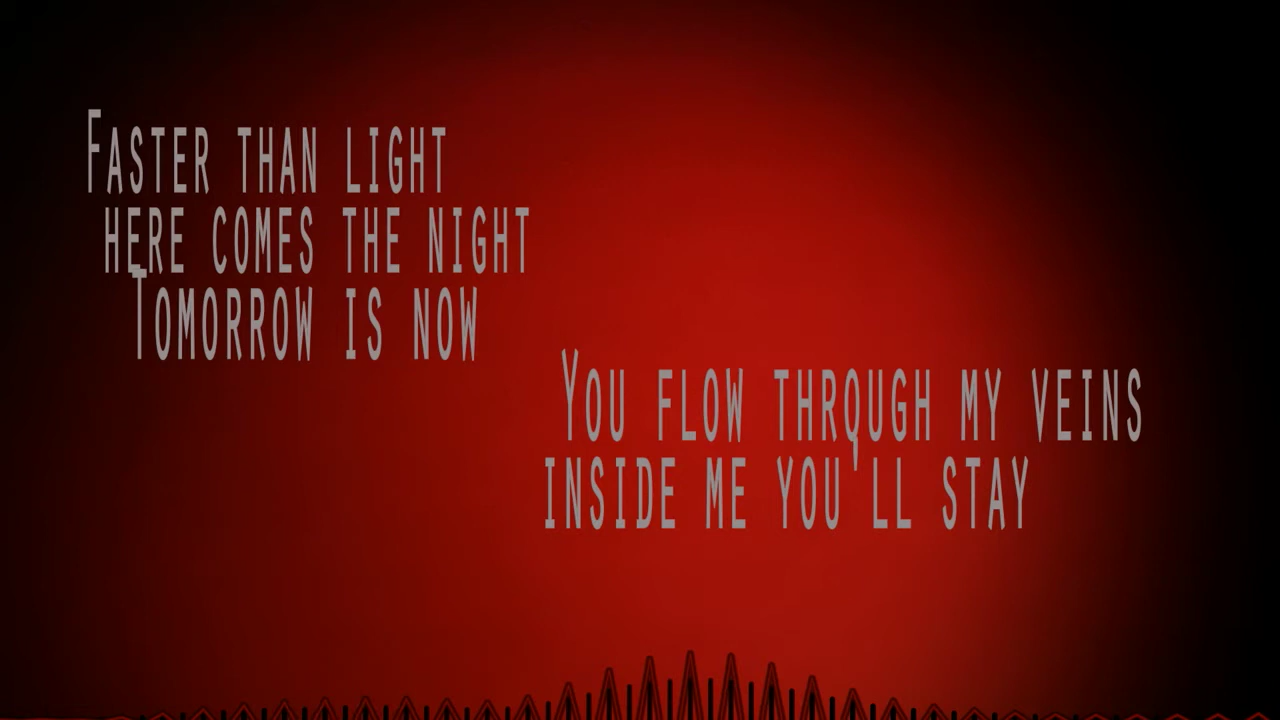 Faster than light
here comes the night
Tomorrow is now
You flow through my veins
inside me you'll stay